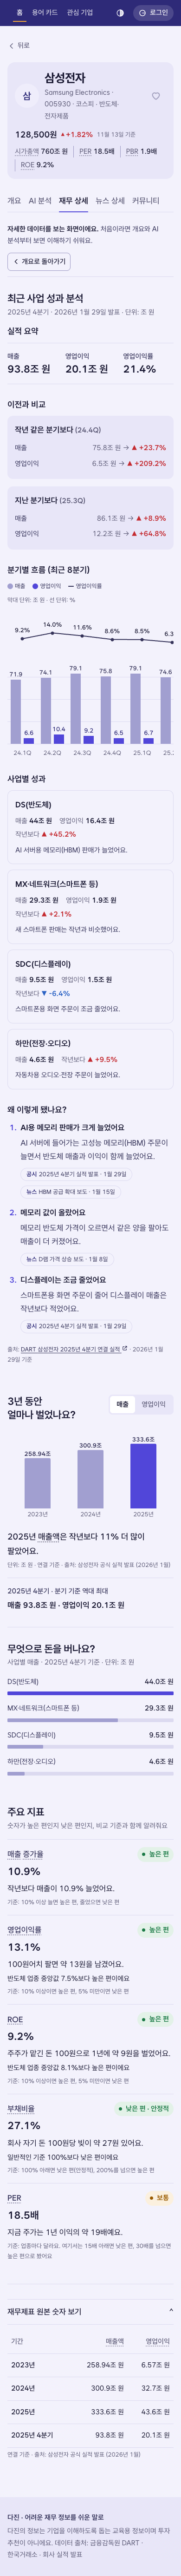 홈 용어 카드 관심 기업 로그인
뒤로
삼
삼성전자
Samsung Electronics ·
005930 · 코스피 · 반도체·
전자제품
128,500원 ▲+1.82% 11월 13일 기준
시가총액 760조 원 PER 18.5배 PBR 1.9배
ROE 9.2%
개요 AI 분석 재무 상세 뉴스 상세 커뮤니티
자세한 데이터를 보는 화면이에요. 처음이라면 개요와 AI
분석부터 보면 이해하기 쉬워요.
개요로 돌아가기
최근 사업 성과 분석
2025년 4분기 · 2026년 1월 29일 발표 · 단위: 조 원
실적 요약
매출 영업이익 영업이익률
93.8조 원 20.1조 원 21.4%
이전과 비교
작년 같은 분기보다 (24.4Q)
매출 75.8조 원 → ▲ +23.7%
영업이익 6.5조 원 → ▲ +209.2%
지난 분기보다 (25.3Q)
매출 86.1조 원 → ▲ +8.9%
영업이익 12.2조 원 → ▲ +64.8%
분기별 흐름 (최근 8분기)
매출 영업이익 영업이익률
막대 단위: 조 원 · 선 단위: %
9.2% 14.0% 11.6% 8.6% 8.5% 6.3
71.9 74.1 79.1 75.8 79.1 74.6
6.6 10.4 9.2 6.5 6.7
24.1Q 24.2Q 24.3Q 24.4Q 25.1Q 25.
사업별 성과
DS(반도체)
매출 44조 원 영업이익 16.4조 원
작년보다 ▲ +45.2%
AI 서버용 메모리(HBM) 판매가 늘었어요.
MX·네트워크(스마트폰 등)
매출 29.3조 원 영업이익 1.9조 원
작년보다 ▲ +2.1%
새 스마트폰 판매는 작년과 비슷했어요.
SDC(디스플레이)
매출 9.5조 원 영업이익 1.5조 원
작년보다 ▼ -6.4%
스마트폰용 화면 주문이 조금 줄었어요.
하만(전장·오디오)
매출 4.6조 원 작년보다 ▲ +9.5%
자동차용 오디오·전장 주문이 늘었어요.
왜 이렇게 됐나요?
1. AI용 메모리 판매가 크게 늘었어요
AI 서버에 들어가는 고성능 메모리(HBM) 주문이
늘면서 반도체 매출과 이익이 함께 늘었어요.
공시 2025년 4분기 실적 발표 · 1월 29일
뉴스 HBM 공급 확대 보도 · 1월 15일
2. 메모리 값이 올랐어요
메모리 반도체 가격이 오르면서 같은 양을 팔아도
매출이 더 커졌어요.
뉴스 D램 가격 상승 보도 · 1월 8일
3. 디스플레이는 조금 줄었어요
스마트폰용 화면 주문이 줄어 디스플레이 매출은
작년보다 적었어요.
공시 2025년 4분기 실적 발표 · 1월 29일
출처: DART 삼성전자 2025년 4분기 연결 실적 · 2026년 1월
29일 기준
3년 동안
얼마나 벌었나요?
매출 영업이익
258.94조 300.9조 333.6조
2023년 2024년 2025년
2025년 매출액은 작년보다 11% 더 많이
팔았어요.
단위: 조 원 · 연결 기준 · 출처: 삼성전자 공식 실적 발표 (2026년 1월)
2025년 4분기 · 분기 기준 역대 최대
매출 93.8조 원 · 영업이익 20.1조 원
무엇으로 돈을 버나요?
사업별 매출 · 2025년 4분기 기준 · 단위: 조 원
DS(반도체) 44.0조 원
MX·네트워크(스마트폰 등) 29.3조 원
SDC(디스플레이) 9.5조 원
하만(전장·오디오) 4.6조 원
주요 지표
숫자가 높은 편인지 낮은 편인지, 비교 기준과 함께 알려줘요
매출 증가율 높은 편
10.9%
작년보다 매출이 10.9% 늘었어요.
기준: 10% 이상 늘면 높은 편, 줄었으면 낮은 편
영업이익률 높은 편
13.1%
100원어치 팔면 약 13원을 남겼어요.
반도체 업종 중앙값 7.5%보다 높은 편이에요
기준: 10% 이상이면 높은 편, 5% 미만이면 낮은 편
ROE 높은 편
9.2%
주주가 맡긴 돈 100원으로 1년에 약 9원을 벌었어요.
반도체 업종 중앙값 8.1%보다 높은 편이에요
기준: 10% 이상이면 높은 편, 5% 미만이면 낮은 편
부채비율 낮은 편 · 안정적
27.1%
회사 자기 돈 100원당 빚이 약 27원 있어요.
일반적인 기준 100%보다 낮은 편이에요
기준: 100% 아래면 낮은 편(안정적), 200%를 넘으면 높은 편
PER 보통
18.5배
지금 주가는 1년 이익의 약 19배예요.
기준: 업종마다 달라요. 여기서는 15배 아래면 낮은 편, 30배를 넘으면
높은 편으로 봤어요
재무제표 원본 숫자 보기
기간 매출액 영업이익
2023년 258.94조 원 6.57조 원
2024년 300.9조 원 32.7조 원
2025년 333.6조 원 43.6조 원
2025년 4분기 93.8조 원 20.1조 원
연결 기준 · 출처: 삼성전자 공식 실적 발표 (2026년 1월)
다진 · 어려운 재무 정보를 쉬운 말로
다진의 정보는 기업을 이해하도록 돕는 교육용 정보이며 투자
추천이 아니에요. 데이터 출처: 금융감독원 DART ·
한국거래소 · 회사 실적 발표